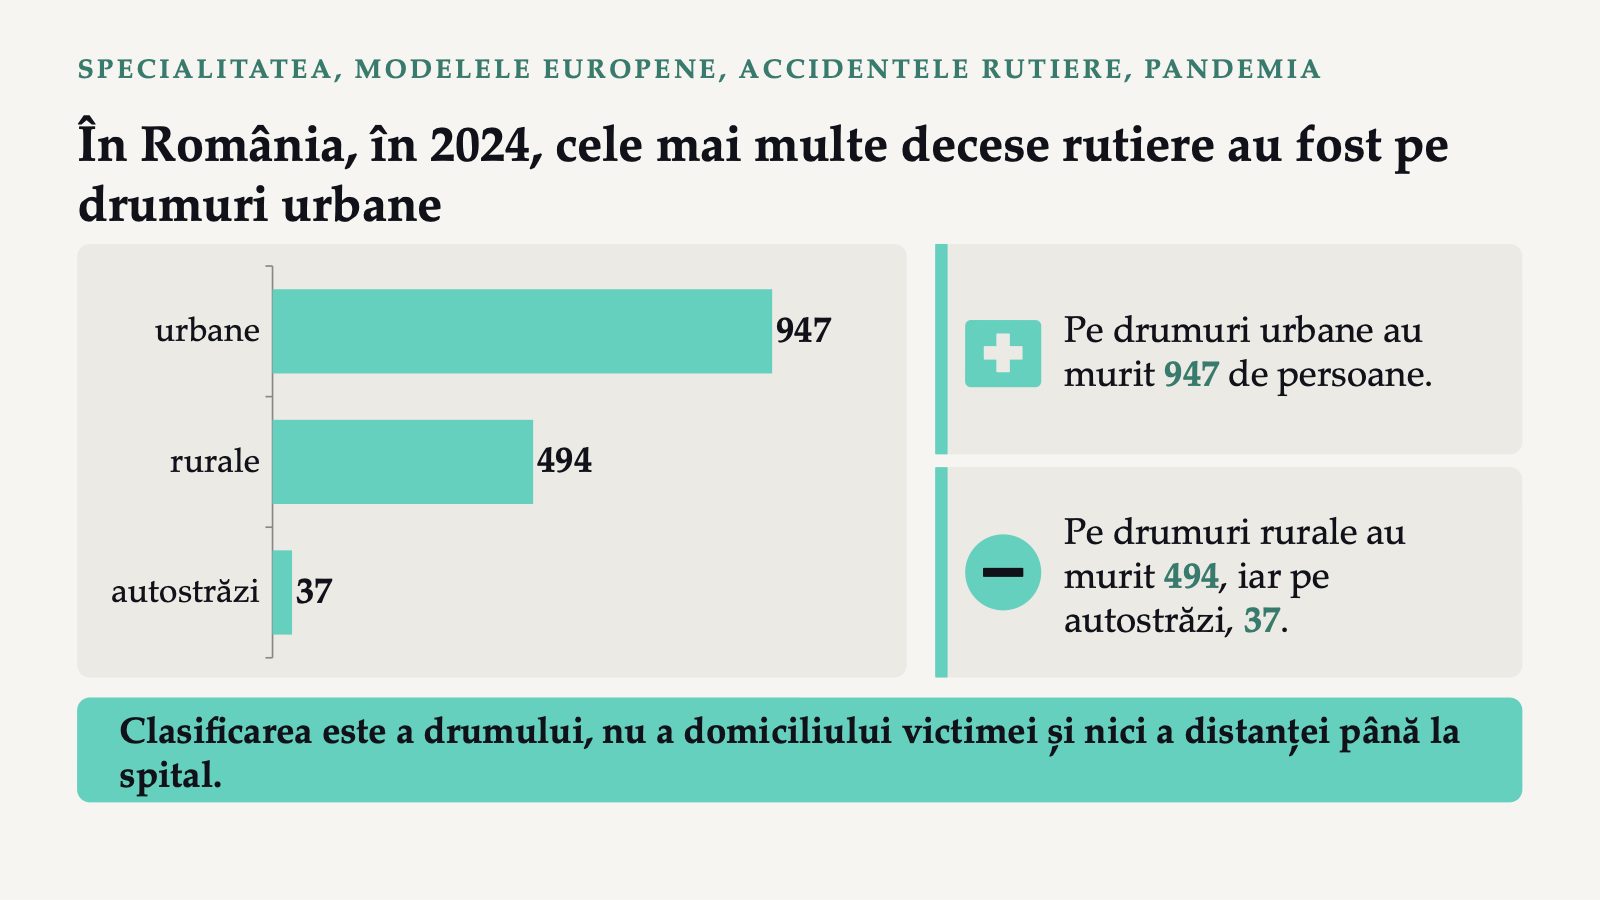 SPECIALITATEA, MODELELE EUROPENE, ACCIDENTELE RUTIERE, PANDEMIA
În România, în 2024, cele mai multe decese rutiere au fost pe
drumuri urbane
urbane
947
rurale
494
autostrăzi
37
Pe drumuri urbane au
murit 947 de persoane.
Pe drumuri rurale au
murit 494, iar pe
autostrăzi, 37.
Clasificarea este a drumului, nu a domiciliului victimei și nici a distanței până la
spital.